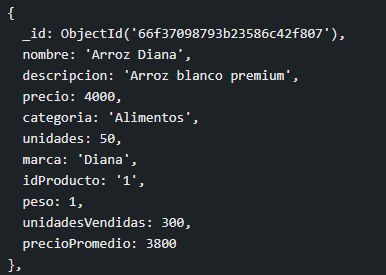 {
_id: ObjectId('66f37098793b23586c42f807'),
nombre: 'Arroz Diana',
descripcion: 'Arroz blanco premium',
precio: 4000,
categoria: 'Alimentos',
unidades: 50,
marca: 'Diana',
idProducto: '1',
peso: 1,
unidadesVendidas: 300,
precioPromedio: 3800
},